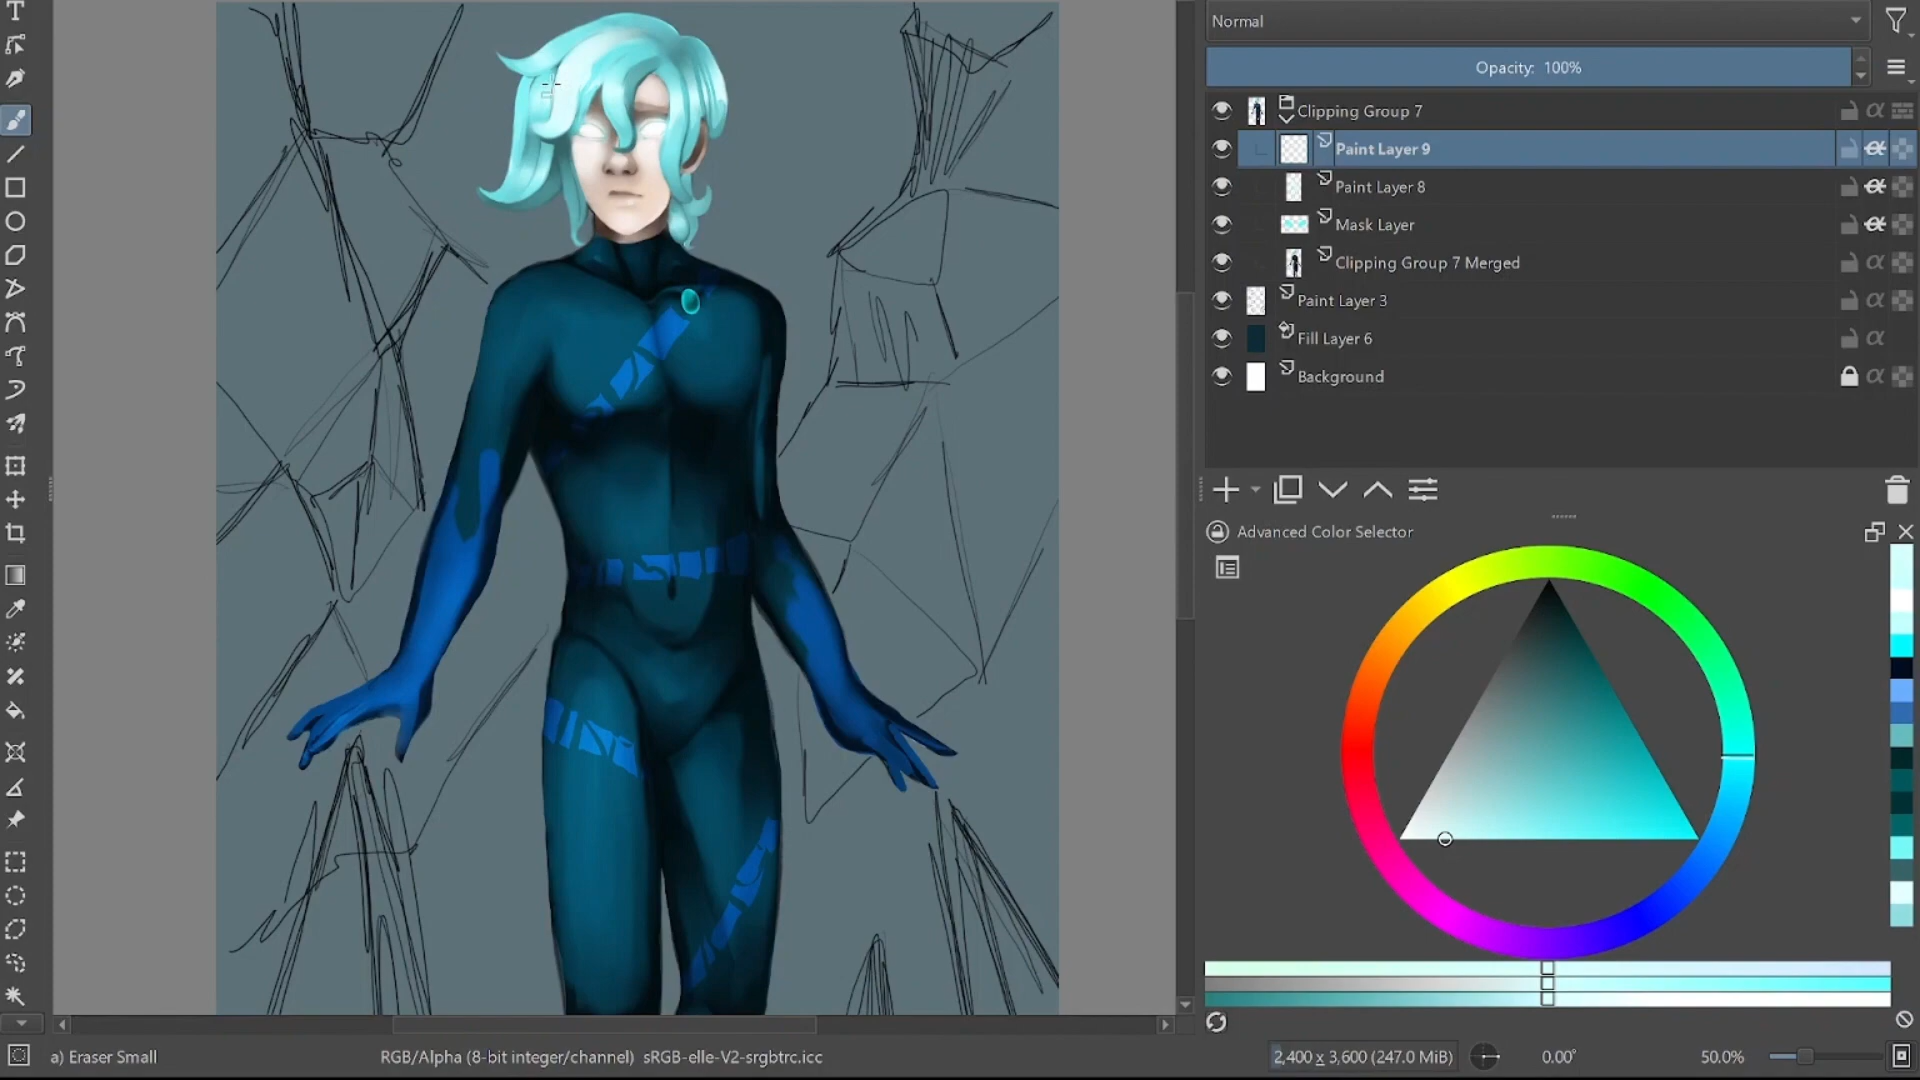 Normal
Opacity: 100%
Clipping Group 7
Paint Layer 9
Paint Layer 8
Mask Layer
Clipping Group 7 Merged
Paint Layer 3
Fill Layer 6
Background
Advanced Color Selector
a) Eraser Small
RGB/Alpha (8-bit integer/channel) sRGB-elle-V2-srgbtrc.icc
2,400 x 3,600 (247.0 MiB)
0.00°
50.0%